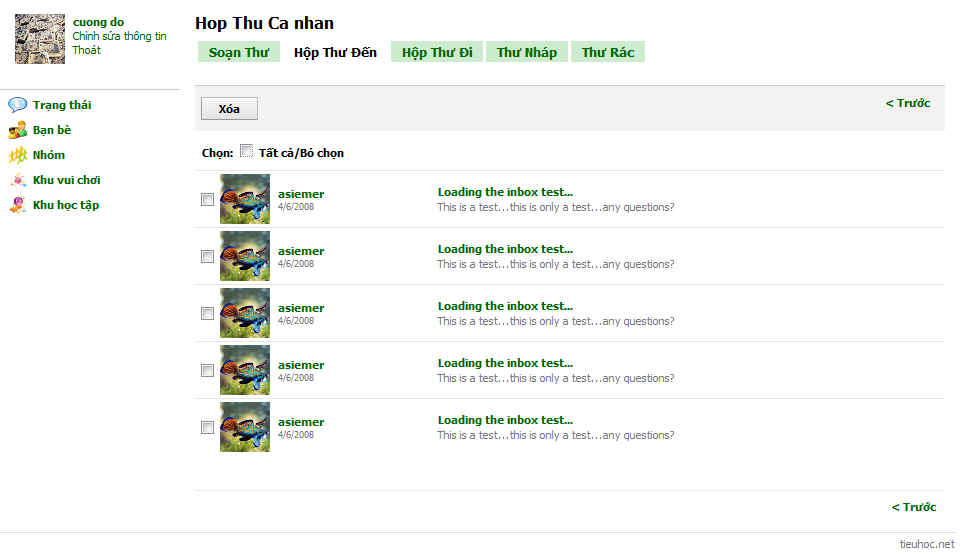 cuong do
Chỉnh sửa thông tin
Thoát
Trạng thái
Bạn bè
Nhóm
Khu vui chơi
Khu học tập
Hop Thu Ca nhan
Soạn Thư Hộp Thư Đến Hộp Thư Đi Thư Nháp Thư Rác
Xóa < Trước
Chọn: Tất cả/Bỏ chọn
asiemer Loading the inbox test...
4/6/2008 This is a test...this is only a test...any questions?
asiemer Loading the inbox test...
4/6/2008 This is a test...this is only a test...any questions?
asiemer Loading the inbox test...
4/6/2008 This is a test...this is only a test...any questions?
asiemer Loading the inbox test...
4/6/2008 This is a test...this is only a test...any questions?
asiemer Loading the inbox test...
4/6/2008 This is a test...this is only a test...any questions?
< Trước
tieuhoc.net